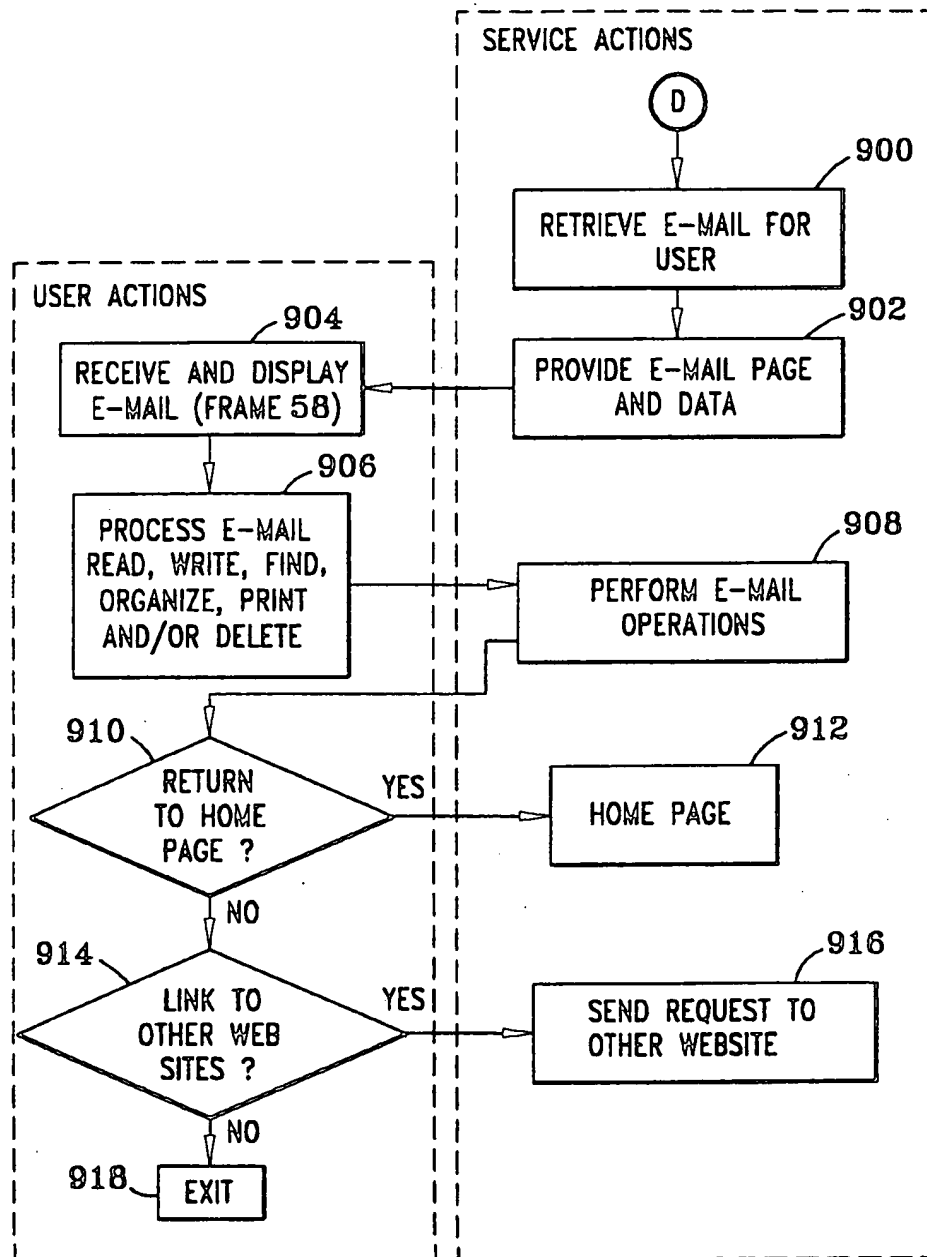 SERVICE ACTIONS
D
900
RETRIEVE E-MAIL FOR
USER
902
PROVIDE E-MAIL PAGE
AND DATA
USER ACTIONS
904
RECEIVE AND DISPLAY
E-MAIL (FRAME 58)
906
PROCESS E-MAIL
READ, WRITE, FIND,
ORGANIZE, PRINT
AND/OR DELETE
908
PERFORM E-MAIL
OPERATIONS
910
RETURN
TO HOME
PAGE ?
YES
912
HOME PAGE
NO
914
LINK TO
OTHER WEB
SITES ?
YES
916
SEND REQUEST TO
OTHER WEBSITE
NO
918
EXIT